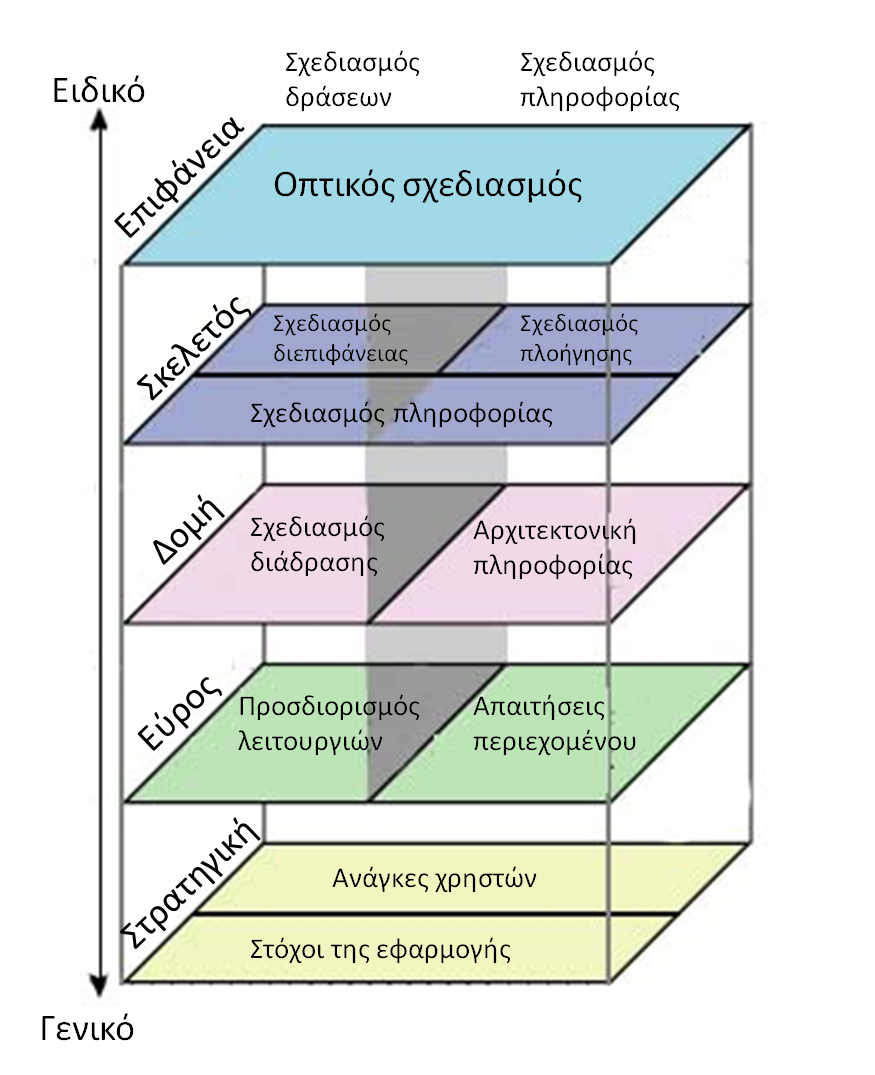 Σχεδιασμός
δράσεων
Σχεδιασμός
πληροφορίας
Ειδικό
Επιφάνεια
Οπτικός σχεδιασμός
Σκελετός
Σχεδιασμός
διεπιφάνειας
Σχεδιασμός
πλοήγησης
Σχεδιασμός πληροφορίας
Δομή
Σχεδιασμός
διάδρασης
Αρχιτεκτονική
πληροφορίας
Εύρος
Προσδιορισμός
λειτουργιών
Απαιτήσεις
περιεχομένου
Στρατηγική
Ανάγκες χρηστών
Στόχοι της εφαρμογής
Γενικό